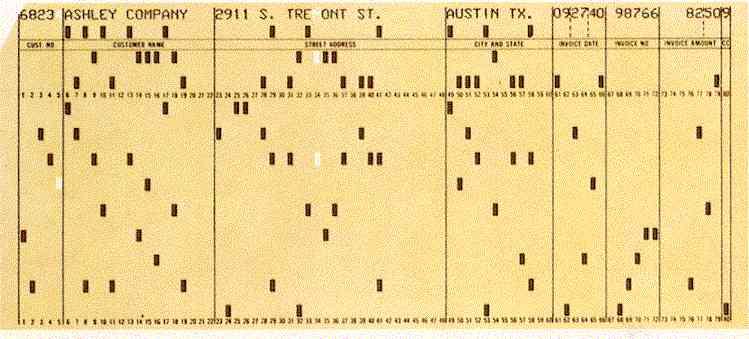 6823 ASHLEY COMPANY 2911 S. TRE ONT ST. AUSTIN TX. 092740 98766 82509
CUST. NO. CUSTOMER NAME STREET ADDRESS CITY AND STATE INVOICE DATE INVOICE NO. INVOICE AMOUNT CC
1 2 3 4 5 6 7 8 9 10 11 12 13 14 15 16 17 18 19 20 21 22 23 24 25 26 27 28 29 30 31 32 33 34 35 36 37 38 39 40 41 42 43 44 45 46 47 48 49 50 51 52 53 54 55 56 57 58 59 60 61 62 63 64 65 66 67 68 69 70 71 72 73 74 75 76 77 78 79 80
1 2 3 4 5 6 7 8 9 10 11 12 13 14 15 16 17 18 19 20 21 22 23 24 25 26 27 28 29 30 31 32 33 34 35 36 37 38 39 40 41 42 43 44 45 46 47 48 49 50 51 52 53 54 55 56 57 58 59 60 61 62 63 64 65 66 67 68 69 70 71 72 73 74 75 76 77 78 79 80